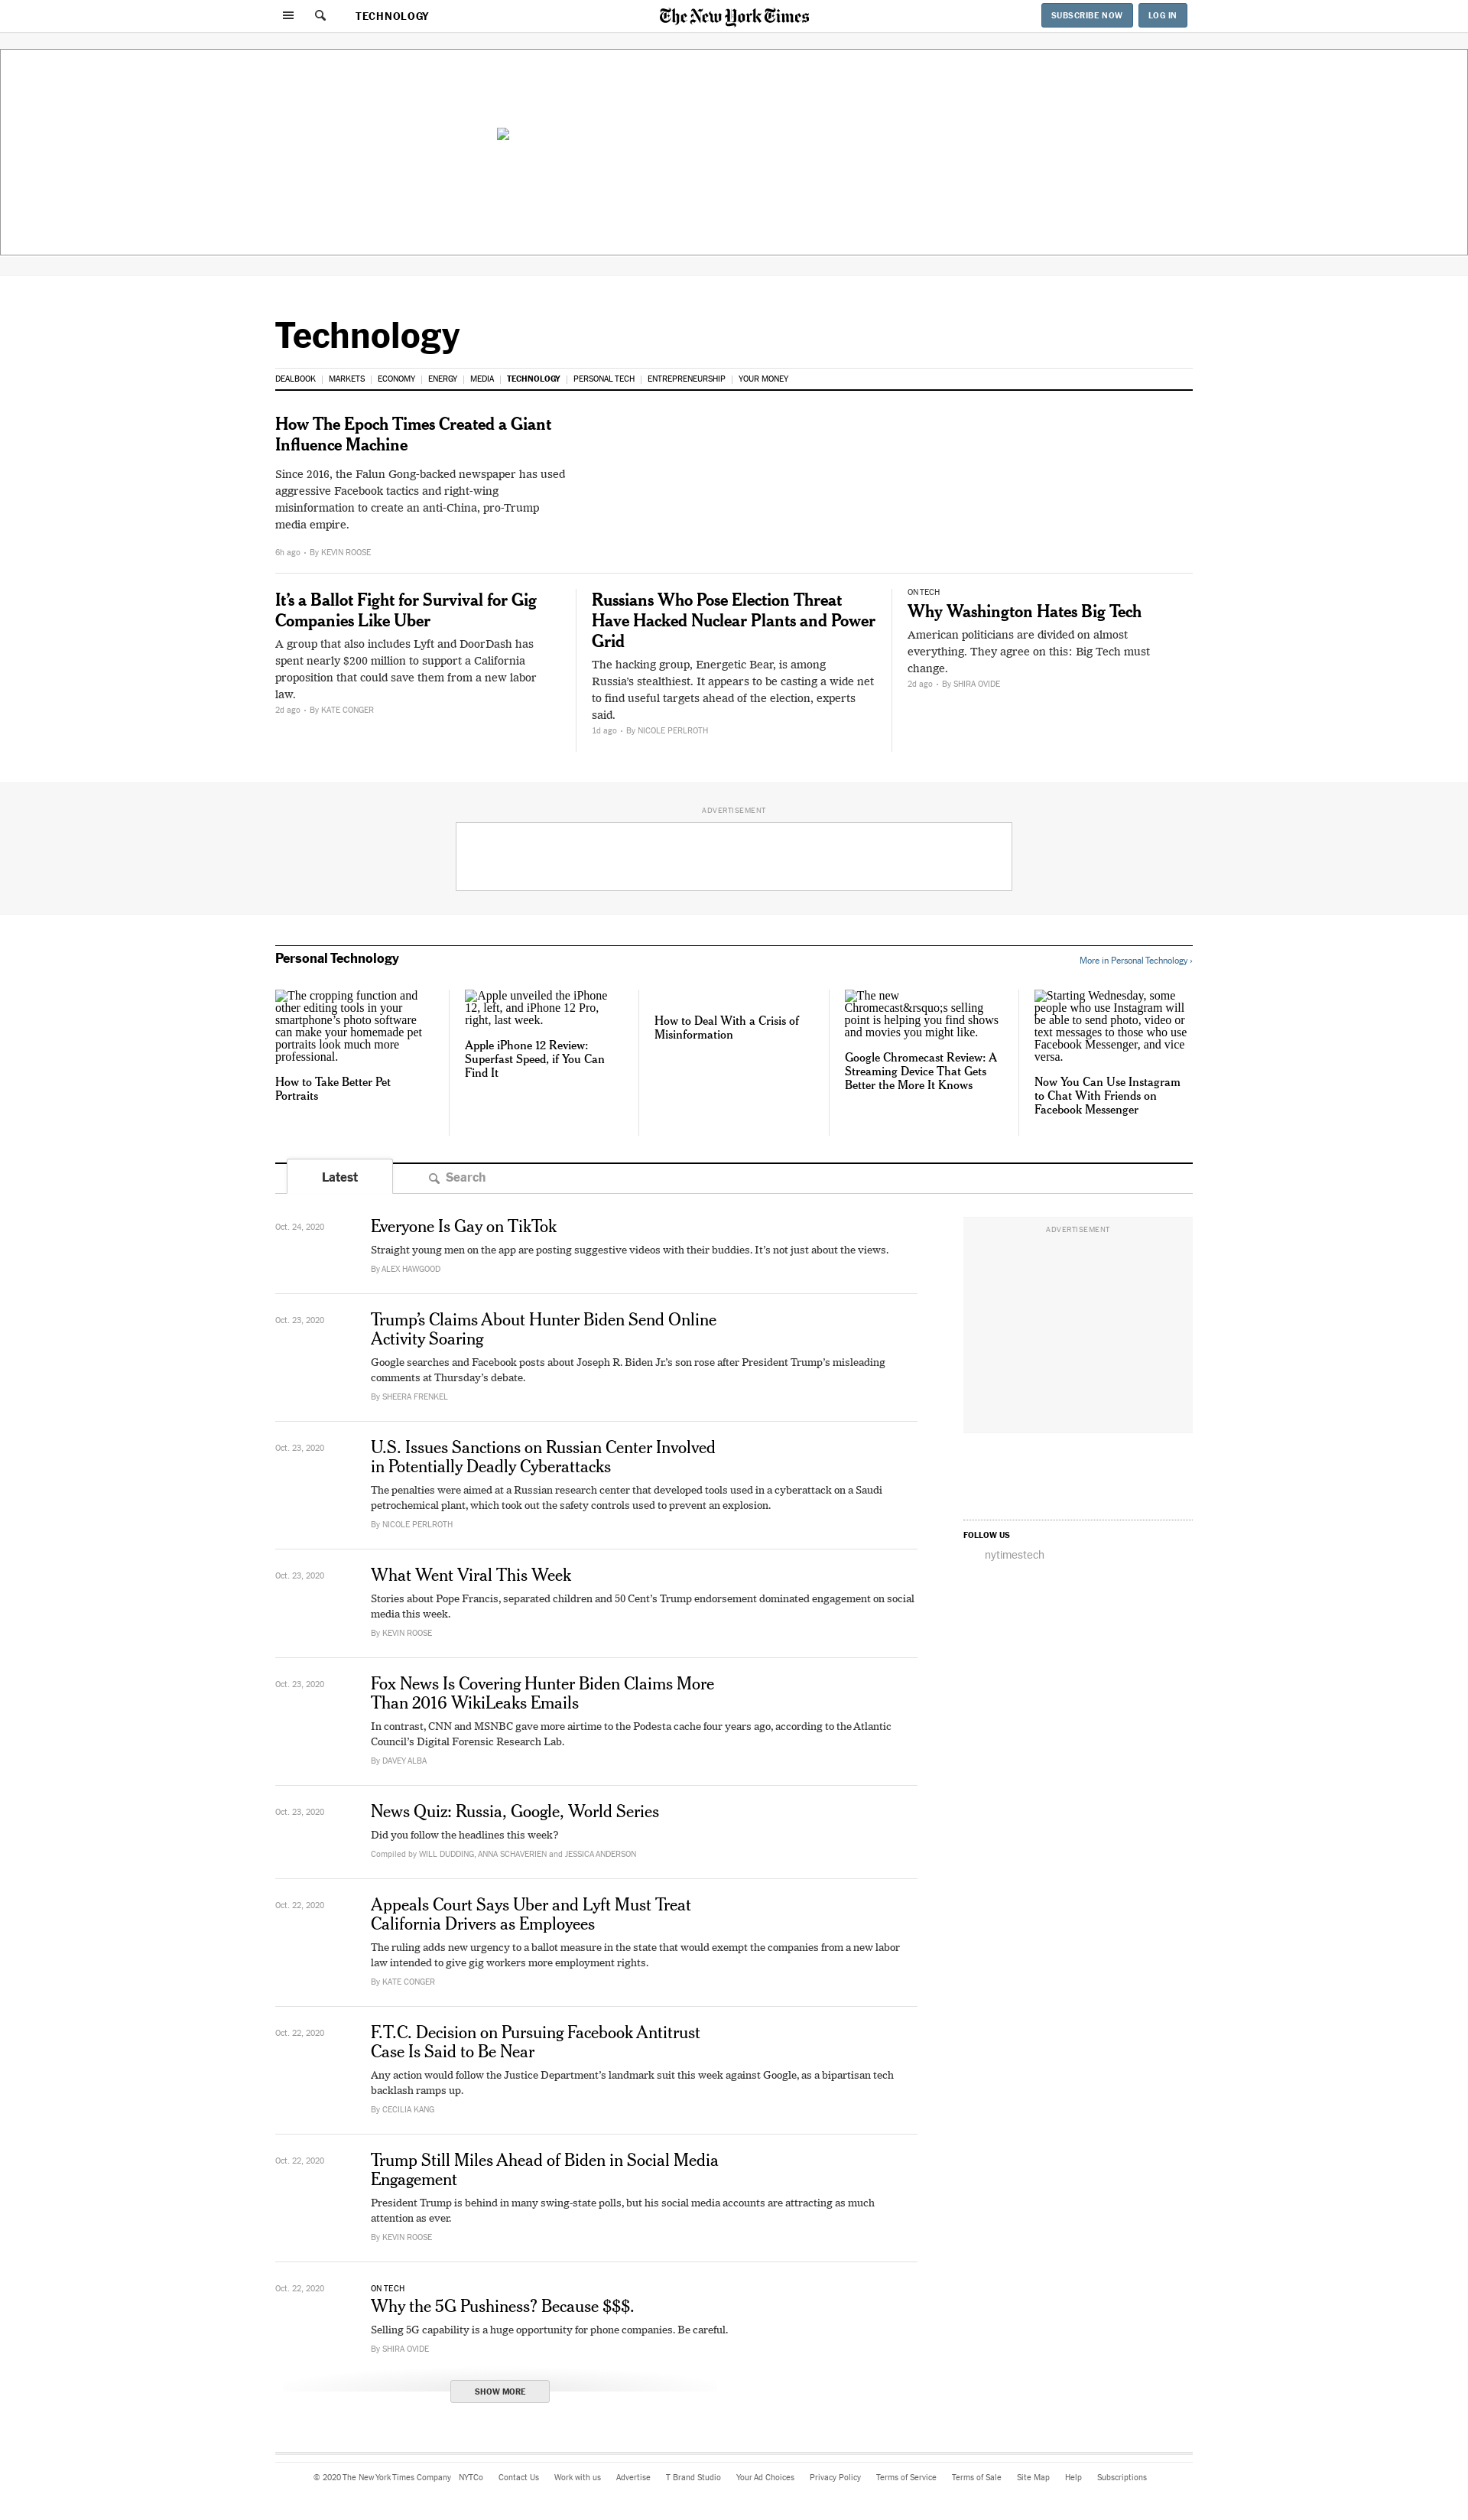 TECHNOLOGY
The New York Times
SUBSCRIBE NOW
LOG IN
Technology
DEALBOOK | MARKETS | ECONOMY | ENERGY | MEDIA | TECHNOLOGY | PERSONAL TECH | ENTREPRENEURSHIP | YOUR MONEY
How The Epoch Times Created a Giant
Influence Machine
Since 2016, the Falun Gong-backed newspaper has used
aggressive Facebook tactics and right-wing
misinformation to create an anti-China, pro-Trump
media empire.
6h ago • By KEVIN ROOSE
It’s a Ballot Fight for Survival for Gig
Companies Like Uber
A group that also includes Lyft and DoorDash has
spent nearly $200 million to support a California
proposition that could save them from a new labor
law.
2d ago • By KATE CONGER
Russians Who Pose Election Threat
Have Hacked Nuclear Plants and Power
Grid
The hacking group, Energetic Bear, is among
Russia’s stealthiest. It appears to be casting a wide net
to find useful targets ahead of the election, experts
said.
1d ago • By NICOLE PERLROTH
ON TECH
Why Washington Hates Big Tech
American politicians are divided on almost
everything. They agree on this: Big Tech must
change.
2d ago • By SHIRA OVIDE
ADVERTISEMENT
Personal Technology
More in Personal Technology ›
The cropping function and
other editing tools in your
smartphone’s photo software
can make your homemade pet
portraits look much more
professional.
How to Take Better Pet
Portraits
Apple unveiled the iPhone
12, left, and iPhone 12 Pro,
right, last week.
Apple iPhone 12 Review:
Superfast Speed, if You Can
Find It
How to Deal With a Crisis of
Misinformation
The new
Chromecast&rsquo;s selling
point is helping you find shows
and movies you might like.
Google Chromecast Review: A
Streaming Device That Gets
Better the More It Knows
Starting Wednesday, some
people who use Instagram will
be able to send photo, video or
text messages to those who use
Facebook Messenger, and vice
versa.
Now You Can Use Instagram
to Chat With Friends on
Facebook Messenger
Latest
Search
Oct. 24, 2020
Everyone Is Gay on TikTok
Straight young men on the app are posting suggestive videos with their buddies. It’s not just about the views.
By ALEX HAWGOOD
ADVERTISEMENT
Oct. 23, 2020
Trump’s Claims About Hunter Biden Send Online
Activity Soaring
Google searches and Facebook posts about Joseph R. Biden Jr.’s son rose after President Trump’s misleading
comments at Thursday’s debate.
By SHEERA FRENKEL
Oct. 23, 2020
U.S. Issues Sanctions on Russian Center Involved
in Potentially Deadly Cyberattacks
The penalties were aimed at a Russian research center that developed tools used in a cyberattack on a Saudi
petrochemical plant, which took out the safety controls used to prevent an explosion.
By NICOLE PERLROTH
FOLLOW US
nytimestech
Oct. 23, 2020
What Went Viral This Week
Stories about Pope Francis, separated children and 50 Cent’s Trump endorsement dominated engagement on social
media this week.
By KEVIN ROOSE
Oct. 23, 2020
Fox News Is Covering Hunter Biden Claims More
Than 2016 WikiLeaks Emails
In contrast, CNN and MSNBC gave more airtime to the Podesta cache four years ago, according to the Atlantic
Council’s Digital Forensic Research Lab.
By DAVEY ALBA
Oct. 23, 2020
News Quiz: Russia, Google, World Series
Did you follow the headlines this week?
Compiled by WILL DUDDING, ANNA SCHAVERIEN and JESSICA ANDERSON
Oct. 22, 2020
Appeals Court Says Uber and Lyft Must Treat
California Drivers as Employees
The ruling adds new urgency to a ballot measure in the state that would exempt the companies from a new labor
law intended to give gig workers more employment rights.
By KATE CONGER
Oct. 22, 2020
F.T.C. Decision on Pursuing Facebook Antitrust
Case Is Said to Be Near
Any action would follow the Justice Department’s landmark suit this week against Google, as a bipartisan tech
backlash ramps up.
By CECILIA KANG
Oct. 22, 2020
Trump Still Miles Ahead of Biden in Social Media
Engagement
President Trump is behind in many swing-state polls, but his social media accounts are attracting as much
attention as ever.
By KEVIN ROOSE
Oct. 22, 2020
ON TECH
Why the 5G Pushiness? Because $$$.
Selling 5G capability is a huge opportunity for phone companies. Be careful.
By SHIRA OVIDE
SHOW MORE
© 2020 The New York Times Company NYTCo Contact Us Work with us Advertise T Brand Studio Your Ad Choices Privacy Policy Terms of Service Terms of Sale Site Map Help Subscriptions